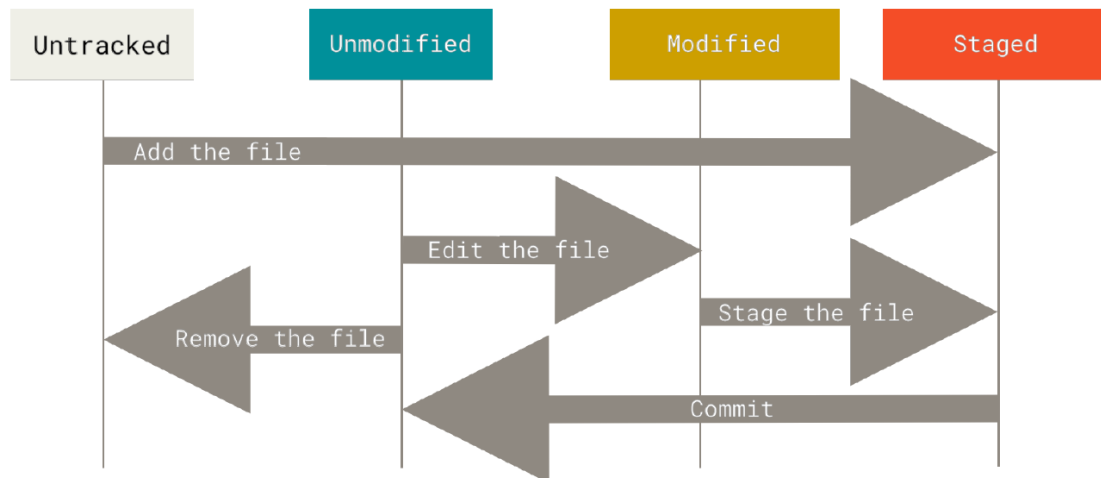 Untracked
Unmodified
Modified
Staged
Add the file
Edit the file
Stage the file
Remove the file
Commit